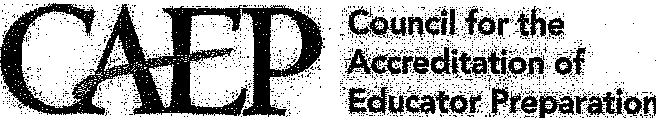 CAEP
Council for the
Accreditation of
Educator Preparation